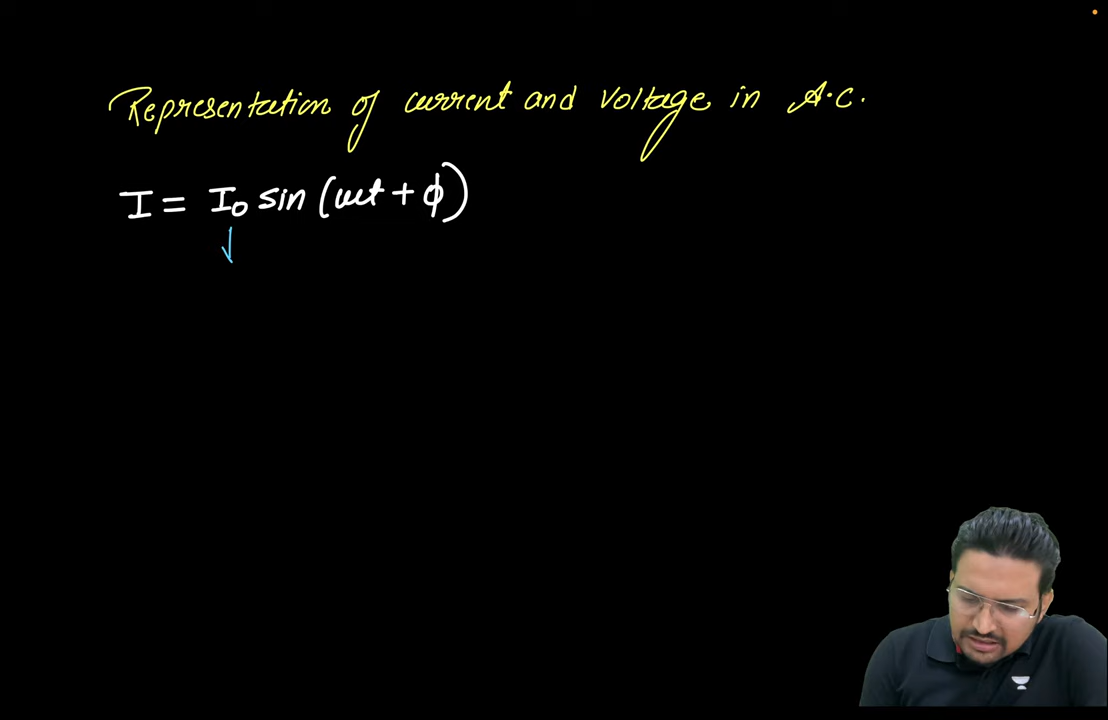 Representation of current and voltage in A.C.
I = I₀ sin (ωt + ϕ)